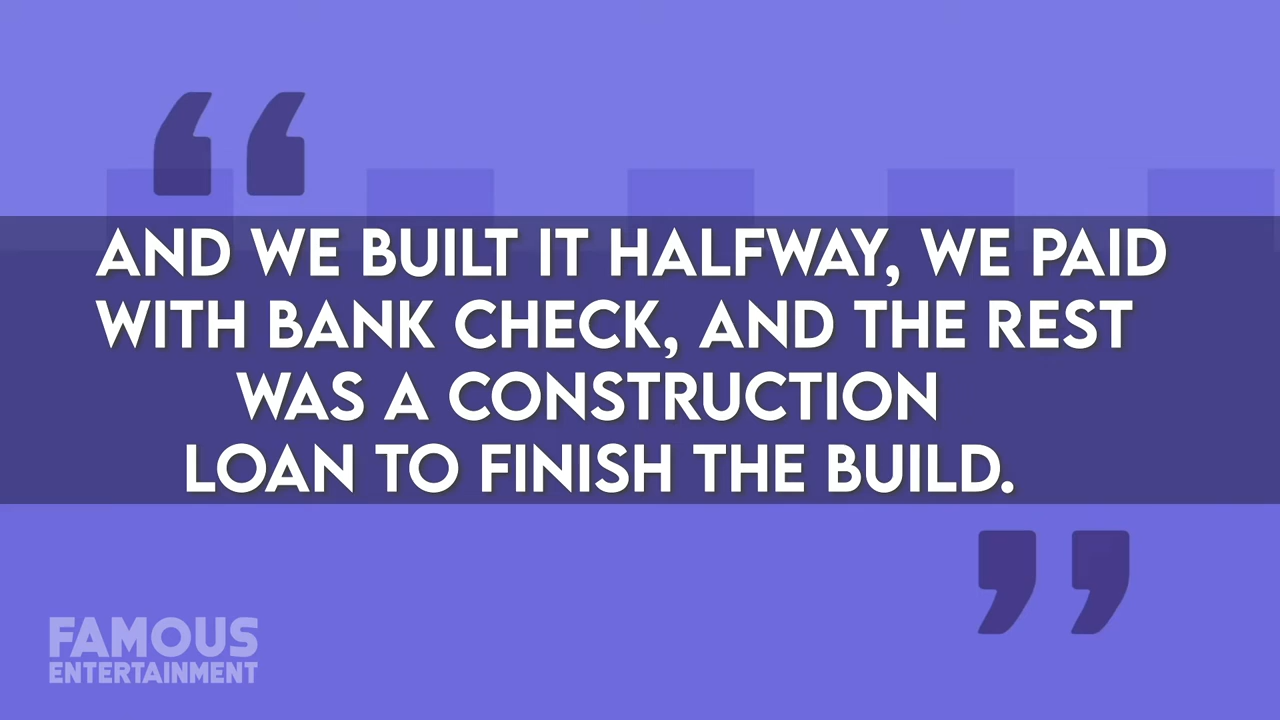 “
AND WE BUILT IT HALFWAY, WE PAID
WITH BANK CHECK, AND THE REST
WAS A CONSTRUCTION
LOAN TO FINISH THE BUILD.
”
FAMOUS
ENTERTAINMENT